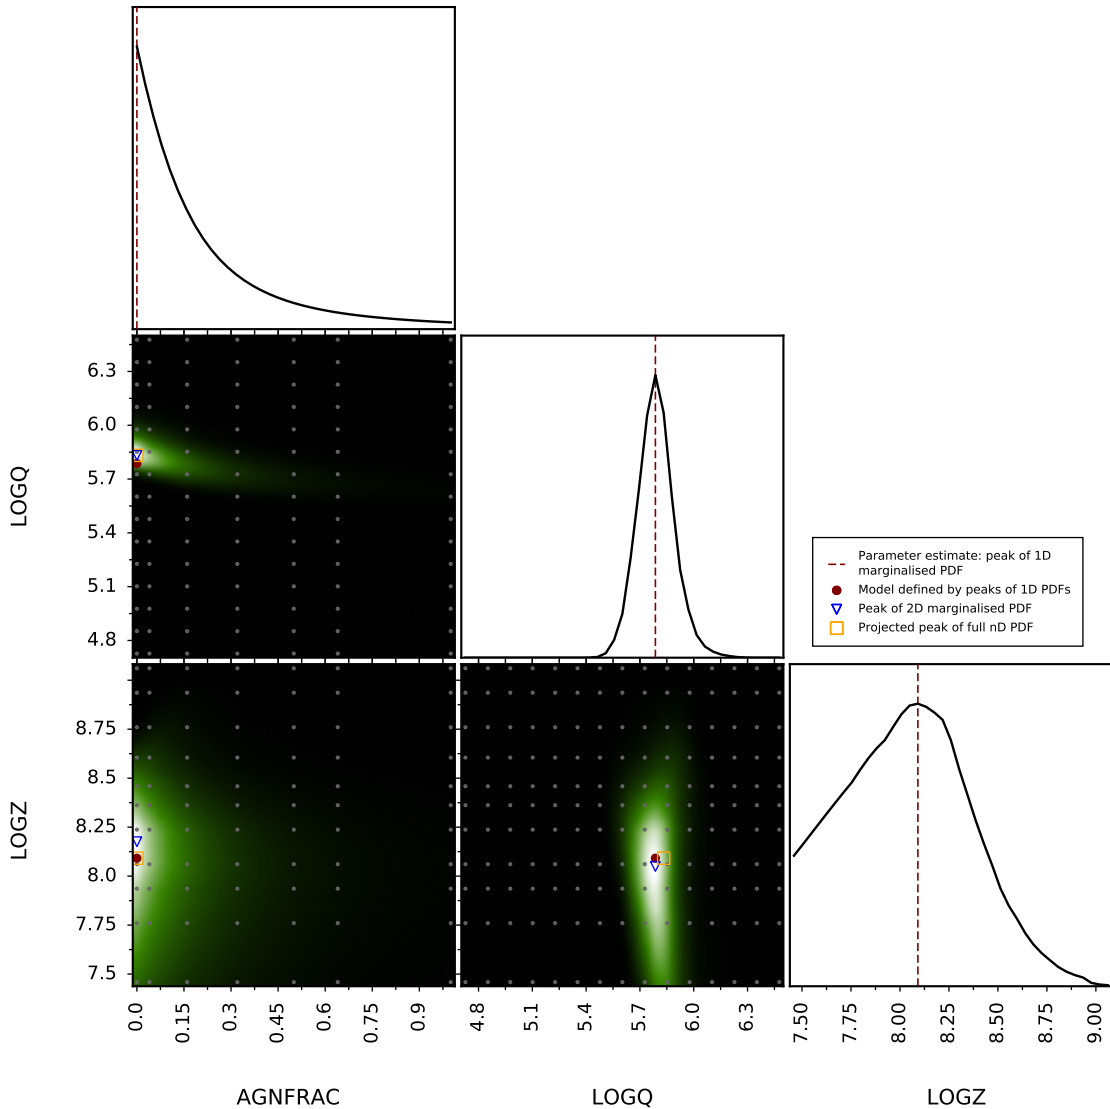 6.3
6.0
5.7
5.4
5.1
4.8
LOGQ
Parameter estimate: peak of 1D
marginalised PDF
Model defined by peaks of 1D PDFs
Peak of 2D marginalised PDF
Projected peak of full nD PDF
8.75
8.5
8.25
8.0
7.75
7.5
LOGZ
0.0 0.15 0.3 0.45 0.6 0.75 0.9
4.8 5.1 5.4 5.7 6.0 6.3
7.50 7.75 8.00 8.25 8.50 8.75 9.00
AGNFRAC LOGQ LOGZ